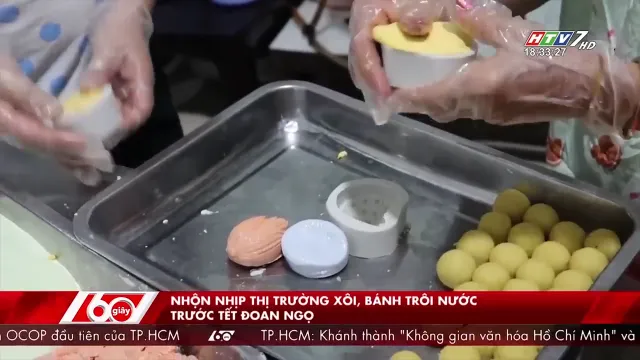 HTV7 HD
18:33:27
60 giây
NHỘN NHỊP THỊ TRƯỜNG XÔI, BÁNH TRÔI NƯỚC
TRƯỚC TẾT ĐOAN NGỌ
OCOP đầu tiên của TP.HCM TP.HCM: Khánh thành "Không gian văn hóa Hồ Chí Minh" và